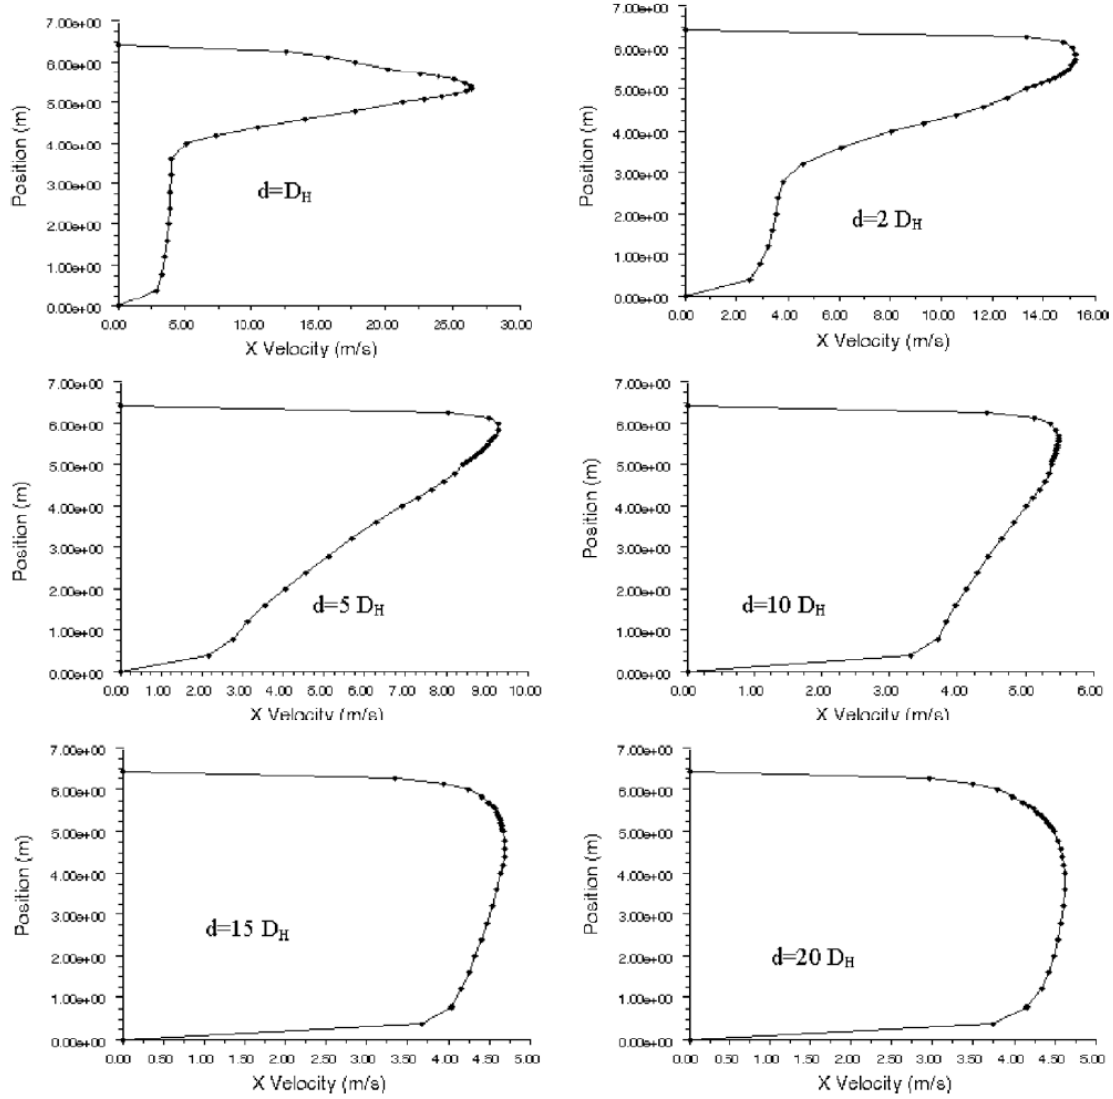 7.00e+00
6.00e+00
5.00e+00
4.00e+00
3.00e+00
2.00e+00
1.00e+00
0.00e+00
Position (m)
d=D_H
0.00 5.00 10.00 15.00 20.00 25.00 30.00
X Velocity (m/s)
7.00e+00
6.00e+00
5.00e+00
4.00e+00
3.00e+00
2.00e+00
1.00e+00
0.00e+00
Position (m)
d=2 D_H
0.00 2.00 4.00 6.00 8.00 10.00 12.00 14.00 16.00
X Velocity (m/s)
7.00e+00
6.00e+00
5.00e+00
4.00e+00
3.00e+00
2.00e+00
1.00e+00
0.00e+00
Position (m)
d=5 D_H
0.00 1.00 2.00 3.00 4.00 5.00 6.00 7.00 8.00 9.00 10.00
X Velocity (m/s)
7.00e+00
6.00e+00
5.00e+00
4.00e+00
3.00e+00
2.00e+00
1.00e+00
0.00e+00
Position (m)
d=10 D_H
0.00 1.00 2.00 3.00 4.00 5.00 6.00
X Velocity (m/s)
7.00e+00
6.00e+00
5.00e+00
4.00e+00
3.00e+00
2.00e+00
1.00e+00
0.00e+00
Position (m)
d=15 D_H
0.00 0.50 1.00 1.50 2.00 2.50 3.00 3.50 4.00 4.50 5.00
X Velocity (m/s)
7.00e+00
6.00e+00
5.00e+00
4.00e+00
3.00e+00
2.00e+00
1.00e+00
0.00e+00
Position (m)
d=20 D_H
0.00 0.50 1.00 1.50 2.00 2.50 3.00 3.50 4.00 4.50 5.00
X Velocity (m/s)